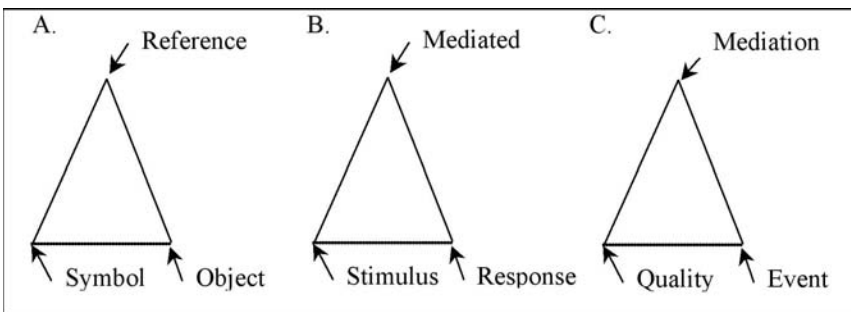 A.
Reference
Symbol
Object
B.
Mediated
Stimulus
Response
C.
Mediation
Quality
Event